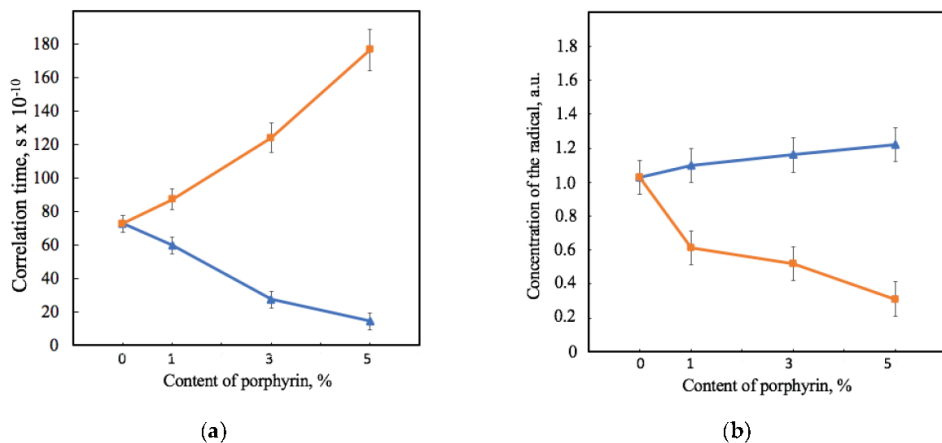 180
160
140
120
100
80
60
40
20
0
Correlation time, s x 10⁻¹⁰
0 1 3 5
Content of porphyrin, %
(a)
1.8
1.6
1.4
1.2
1.0
0.8
0.6
0.4
0.2
0
Concentration of the radical, a.u.
0 1 3 5
Content of porphyrin, %
(b)